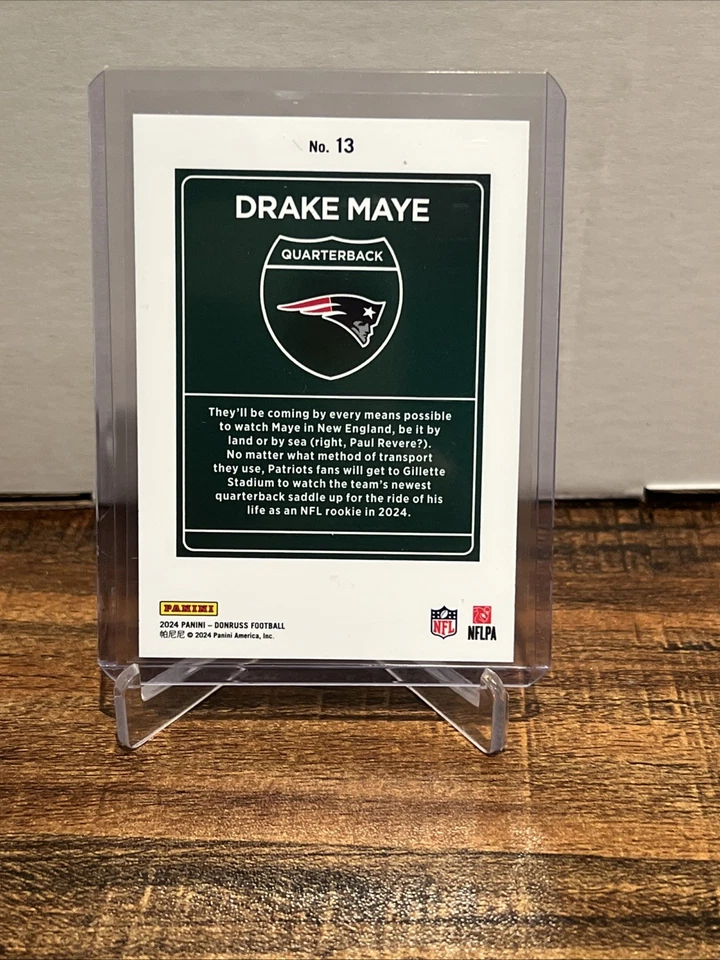 No. 13
DRAKE MAYE
QUARTERBACK
They'll be coming by every means possible
to watch Maye in New England, be it by
land or by sea (right, Paul Revere?).
No matter what method of transport
they use, Patriots fans will get to Gillette
Stadium to watch the team's newest
quarterback saddle up for the ride of his
life as an NFL rookie in 2024.
PANINI
2024 PANINI – DONRUSS FOOTBALL
帕尼尼 © 2024 Panini America, Inc.
NFL
NFLPA